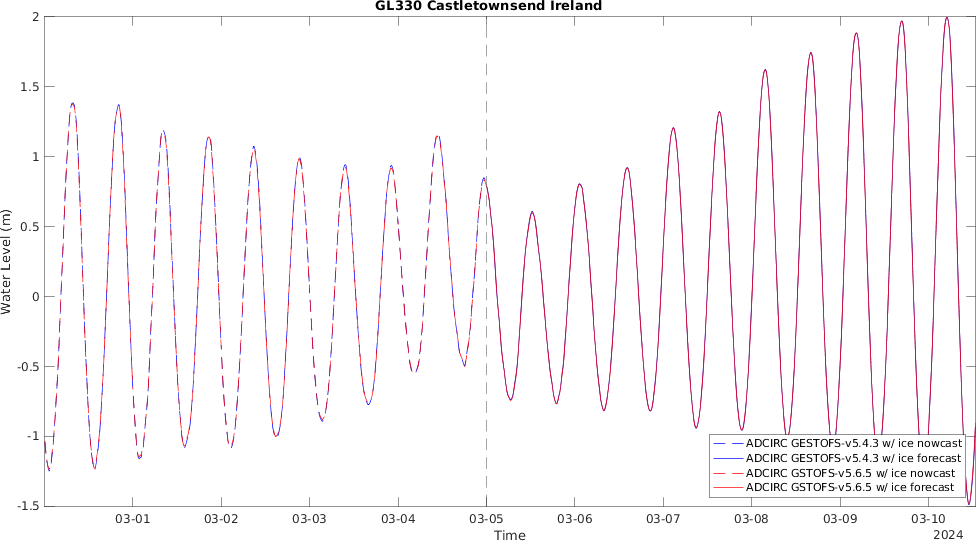 GL330 Castletownsend Ireland
2
1.5
1
0.5
0
-0.5
-1
-1.5
Water Level (m)
ADCIRC GESTOFS-v5.4.3 w/ ice nowcast
ADCIRC GESTOFS-v5.4.3 w/ ice forecast
ADCIRC GSTOFS-v5.6.5 w/ ice nowcast
ADCIRC GSTOFS-v5.6.5 w/ ice forecast
03-01 03-02 03-03 03-04 03-05 03-06 03-07 03-08 03-09 03-10
Time
2024